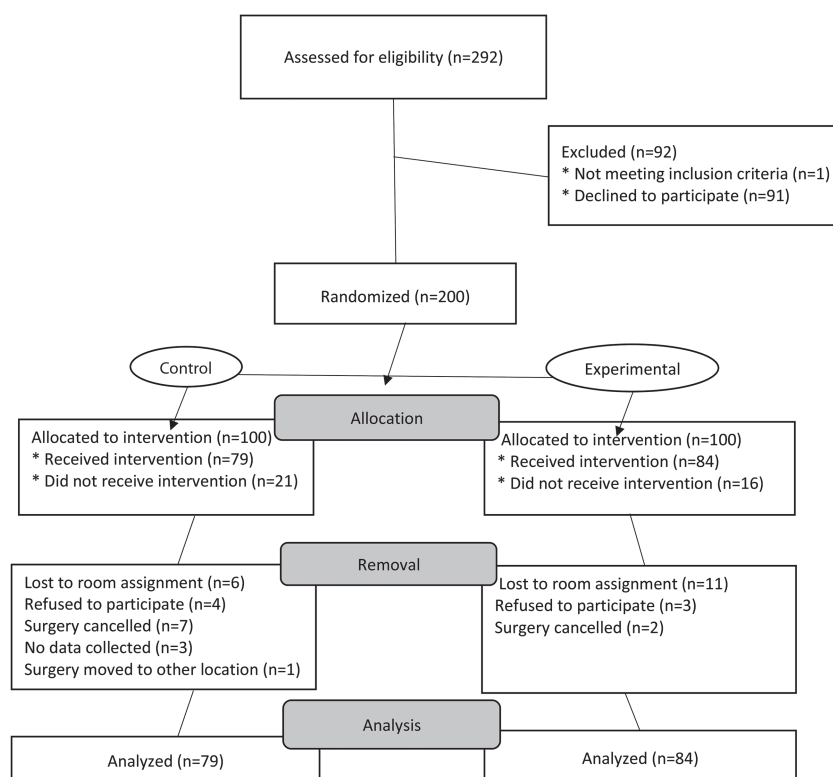 Assessed for eligibility (n=292)
Excluded (n=92)
* Not meeting inclusion criteria (n=1)
* Declined to participate (n=91)
Randomized (n=200)
Control
Experimental
Allocation
Allocated to intervention (n=100)
* Received intervention (n=79)
* Did not receive intervention (n=21)
Allocated to intervention (n=100)
* Received intervention (n=84)
* Did not receive intervention (n=16)
Removal
Lost to room assignment (n=6)
Refused to participate (n=4)
Surgery cancelled (n=7)
No data collected (n=3)
Surgery moved to other location (n=1)
Lost to room assignment (n=11)
Refused to participate (n=3)
Surgery cancelled (n=2)
Analysis
Analyzed (n=79)
Analyzed (n=84)